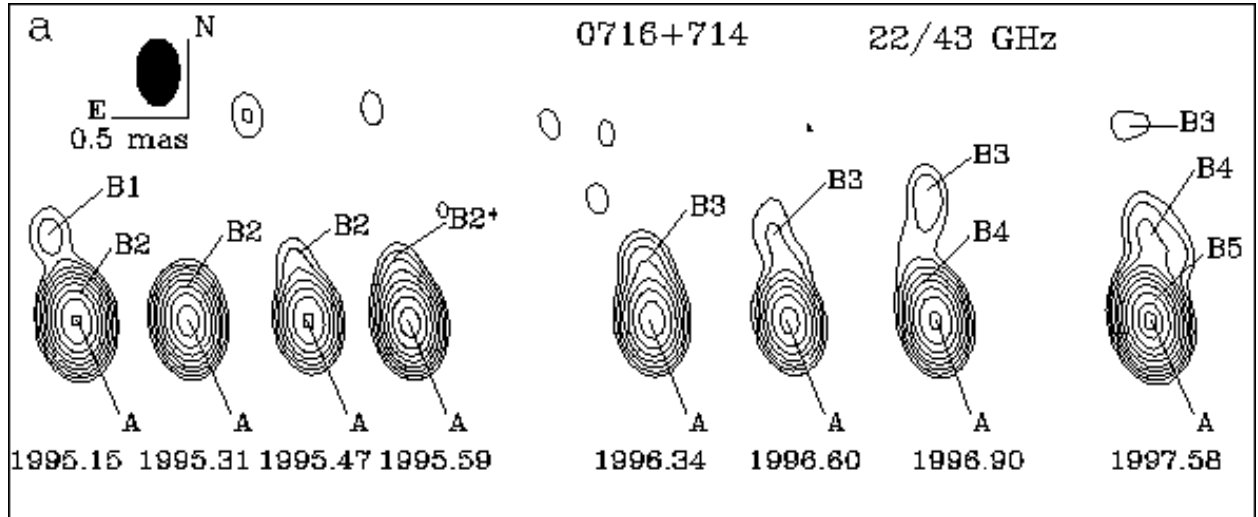 a
N
0716+714
22/43 GHz
E
0.5 mas
B3
B1
B3
B3
B4
B2
B2
B2
B2+
B3
B4
B5
A
A
A
A
A
A
A
A
1995.15 1995.31 1995.47 1995.59 1996.34 1996.60 1996.90 1997.58